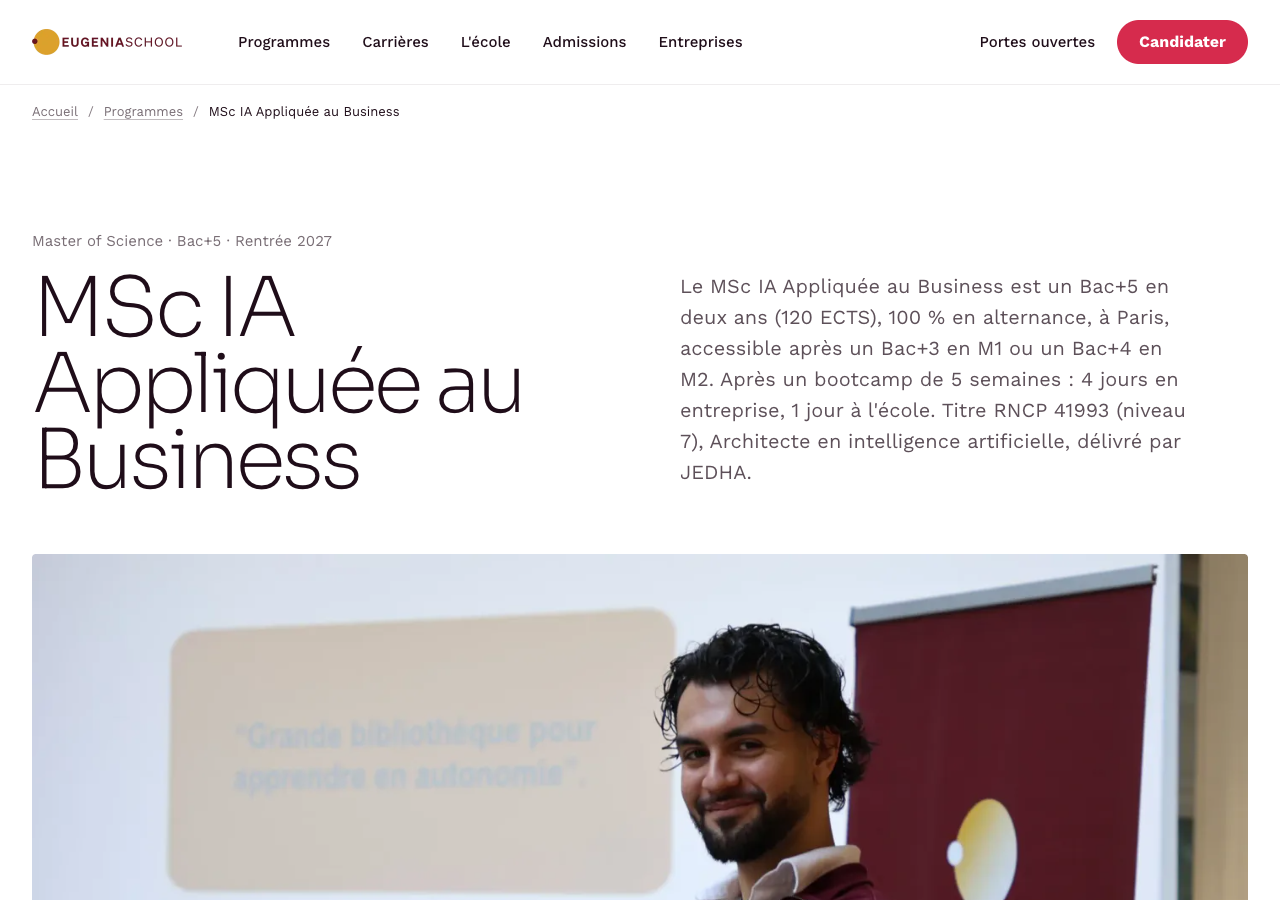 EUGENIASCHOOL
Programmes
Carrières
L'école
Admissions
Entreprises
Portes ouvertes
Candidater
Accueil / Programmes / MSc IA Appliquée au Business
Master of Science · Bac+5 · Rentrée 2027
MSc IA
Appliquée au
Business
Le MSc IA Appliquée au Business est un Bac+5 en
deux ans (120 ECTS), 100 % en alternance, à Paris,
accessible après un Bac+3 en M1 ou un Bac+4 en
M2. Après un bootcamp de 5 semaines : 4 jours en
entreprise, 1 jour à l'école. Titre RNCP 41993 (niveau
7), Architecte en intelligence artificielle, délivré par
JEDHA.
"Grande bibliothéque pour
apprendre en autonomie".